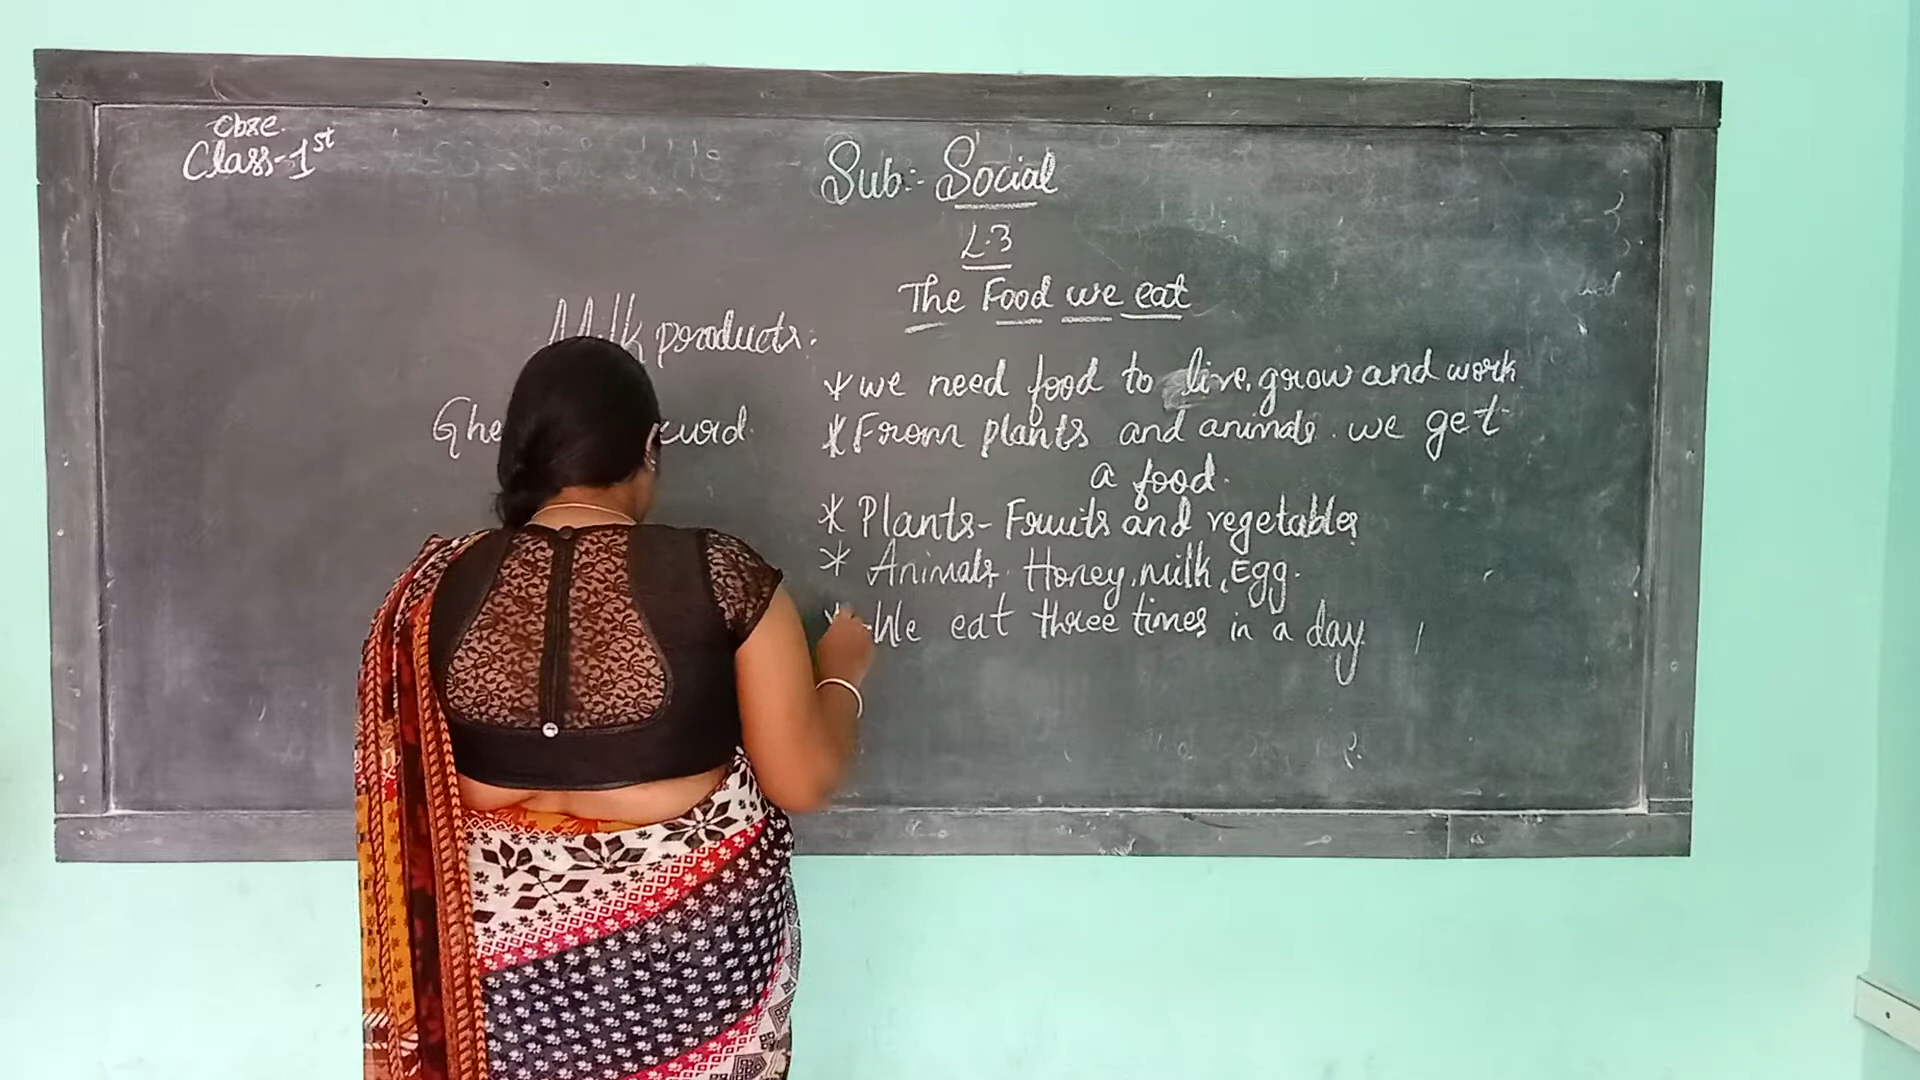 Class-1st
Sub:- Social
L.3
The Food we eat
Milk products:
Ghe curd.
*we need food to live, grow and work
*From plants and animals. we get
a food.
* Plants- Fruits and vegetables
* Animals, Honey, milk, Egg.
* We eat three times in a day.